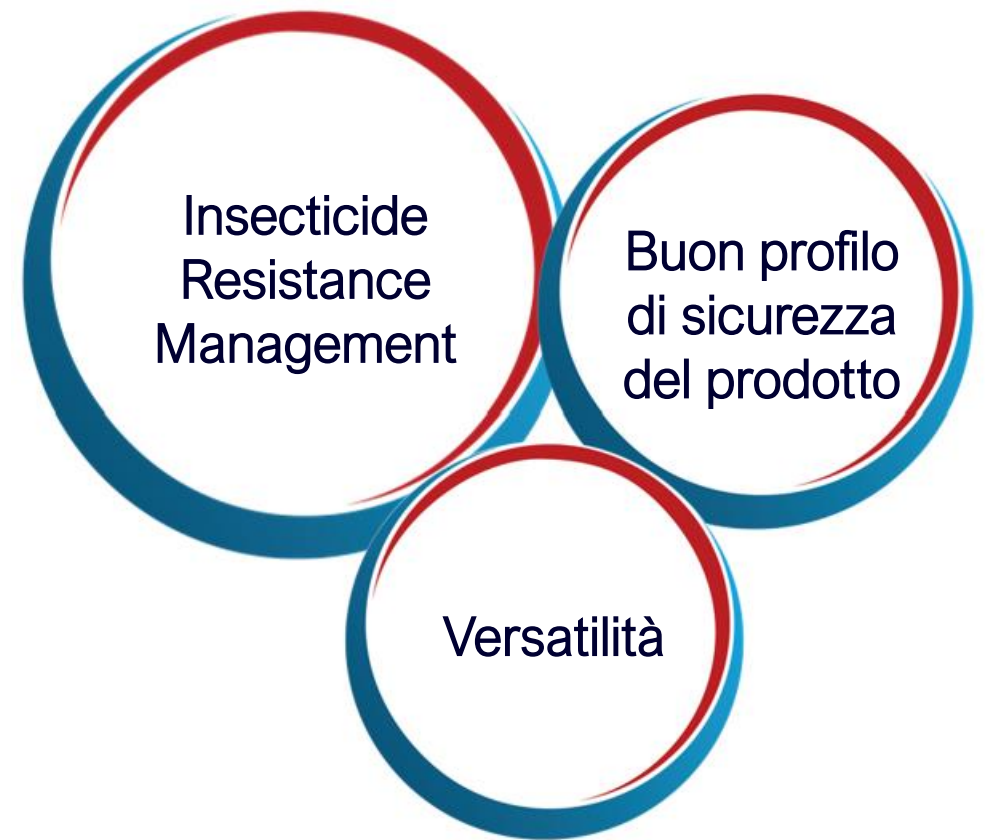 Insecticide
Resistance
Management
Buon profilo
di sicurezza
del prodotto
Versatilità